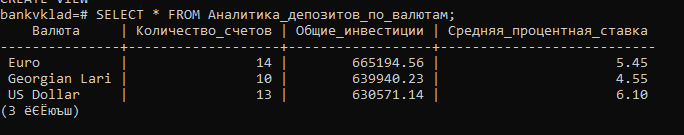 CREATE VIEW
bankvklad=# SELECT * FROM Аналитика_депозитов_по_валютам;
Валюта | Количество_счетов | Общие_инвестиции | Средняя_процентная_ставка
---------------+-------------------+------------------+---------------------------
Euro | 14 | 665194.56 | 5.45
Georgian Lari | 10 | 639940.23 | 4.55
US Dollar | 13 | 630571.14 | 6.10
(3 ёЄЁюъш)